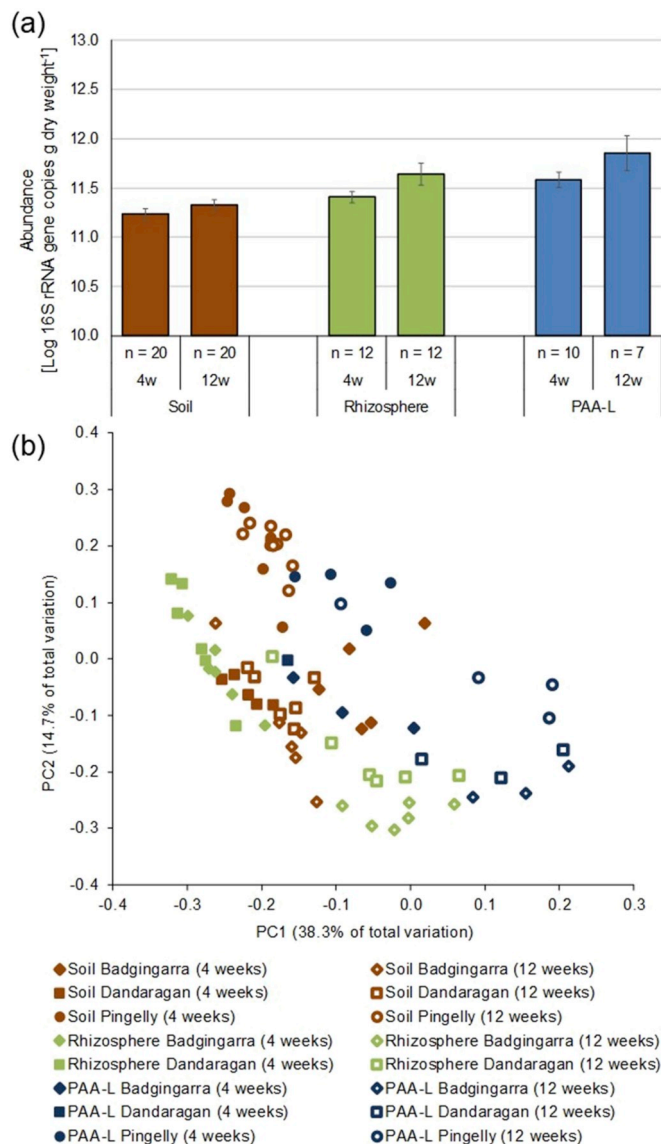 (a)
13.0
12.5
12.0
11.5
11.0
10.5
10.0
Abundance
[Log 16S rRNA gene copies g dry weight⁻¹]
n = 20 n = 20 n = 12 n = 12 n = 10 n = 7
4w 12w 4w 12w 4w 12w
Soil Rhizosphere PAA-L
(b)
0.4
0.3
0.2
0.1
0.0
-0.1
-0.2
-0.3
-0.4
PC2 (14.7% of total variation)
-0.4 -0.3 -0.2 -0.1 0.0 0.1 0.2 0.3
PC1 (38.3% of total variation)
Soil Badgingarra (4 weeks) Soil Badgingarra (12 weeks)
Soil Dandaragan (4 weeks) Soil Dandaragan (12 weeks)
Soil Pingelly (4 weeks) Soil Pingelly (12 weeks)
Rhizosphere Badgingarra (4 weeks) Rhizosphere Badgingarra (12 weeks)
Rhizosphere Dandaragan (4 weeks) Rhizosphere Dandaragan (12 weeks)
PAA-L Badgingarra (4 weeks) PAA-L Badgingarra (12 weeks)
PAA-L Dandaragan (4 weeks) PAA-L Dandaragan (12 weeks)
PAA-L Pingelly (4 weeks) PAA-L Pingelly (12 weeks)